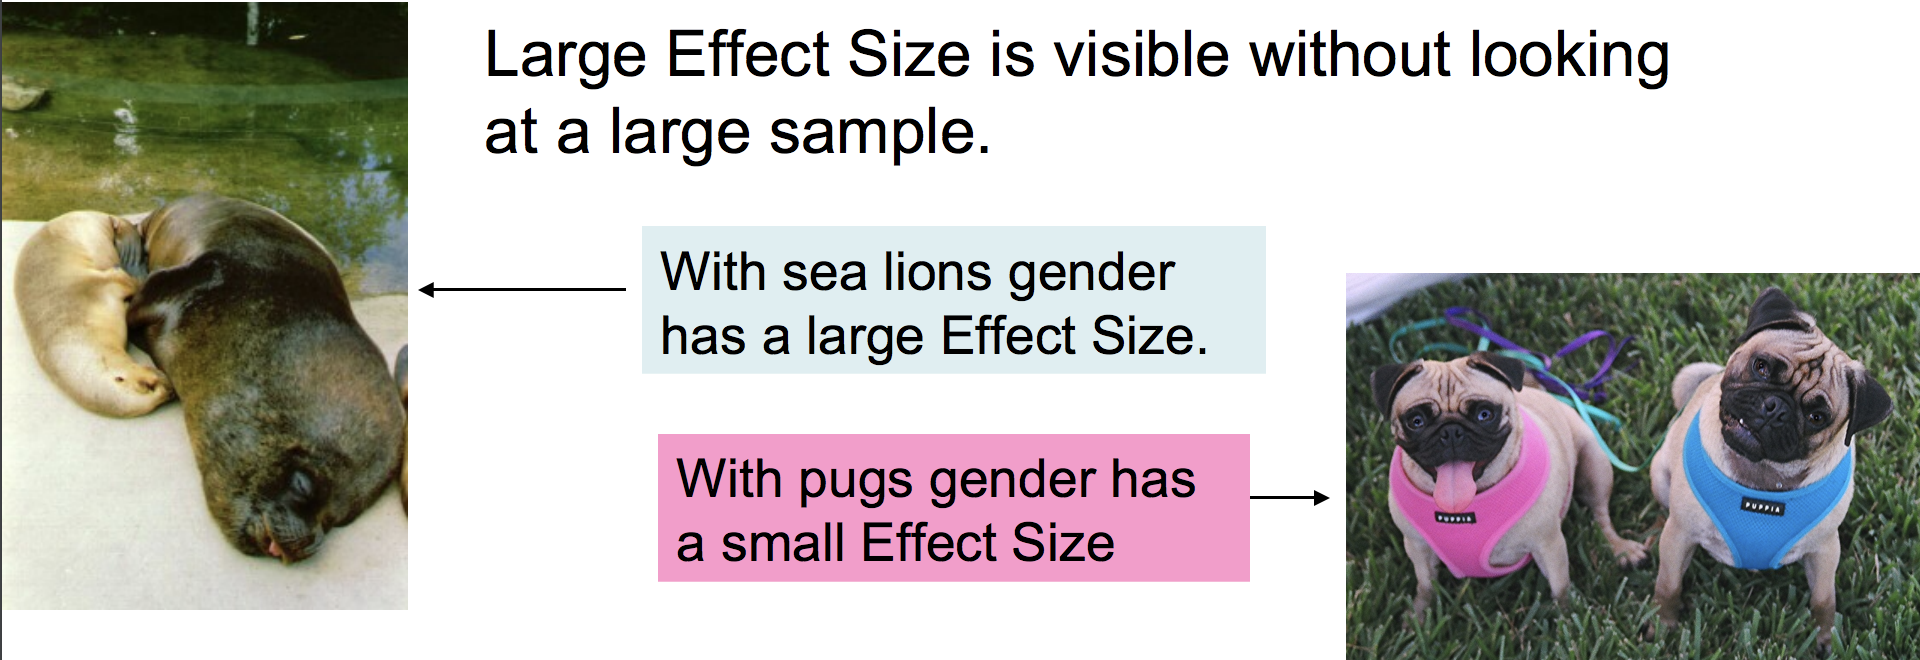 Large Effect Size is visible without looking
at a large sample.
With sea lions gender
has a large Effect Size.
With pugs gender has
a small Effect Size
PUPPIA
PUPPIA